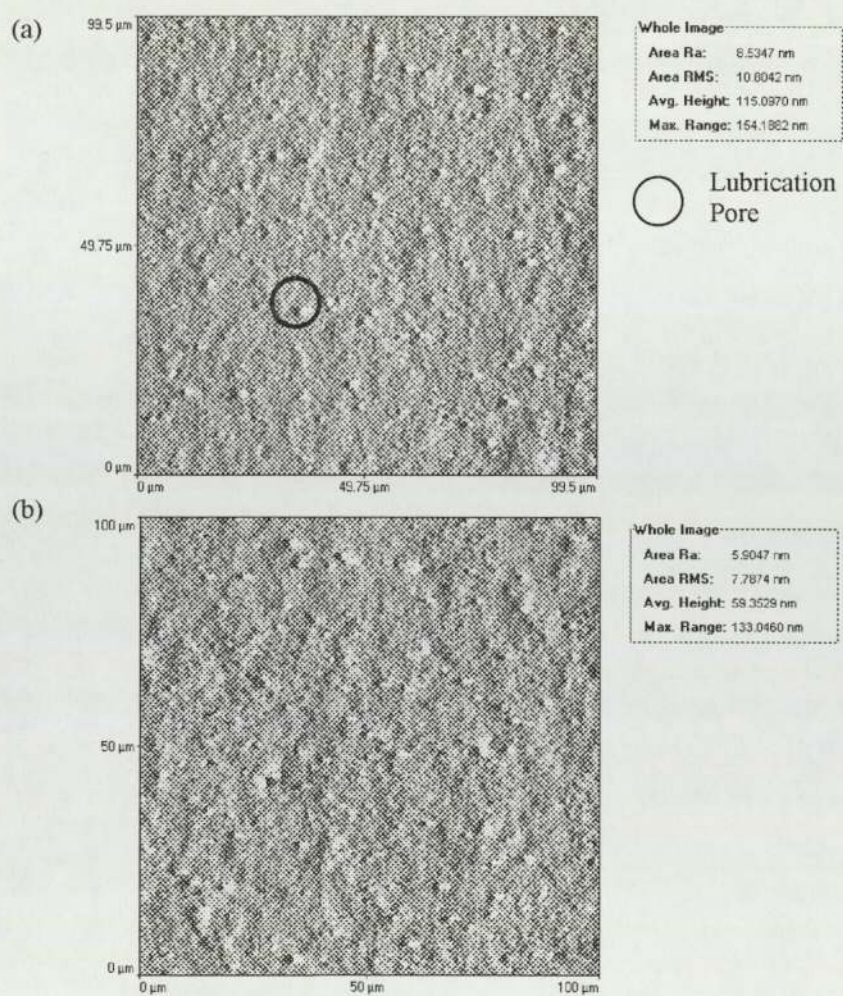 (a)
99.5 µm
49.75 µm
0 µm
0 µm 49.75 µm 99.5 µm
Whole Image
Area Ra: 8.5347 nm
Area RMS: 10.8042 nm
Avg. Height: 115.0970 nm
Max. Range: 154.1882 nm
Lubrication
Pore
(b)
100 µm
50 µm
0 µm
0 µm 50 µm 100 µm
Whole Image
Area Ra: 5.9047 nm
Area RMS: 7.7874 nm
Avg. Height: 59.3529 nm
Max. Range: 133.0460 nm